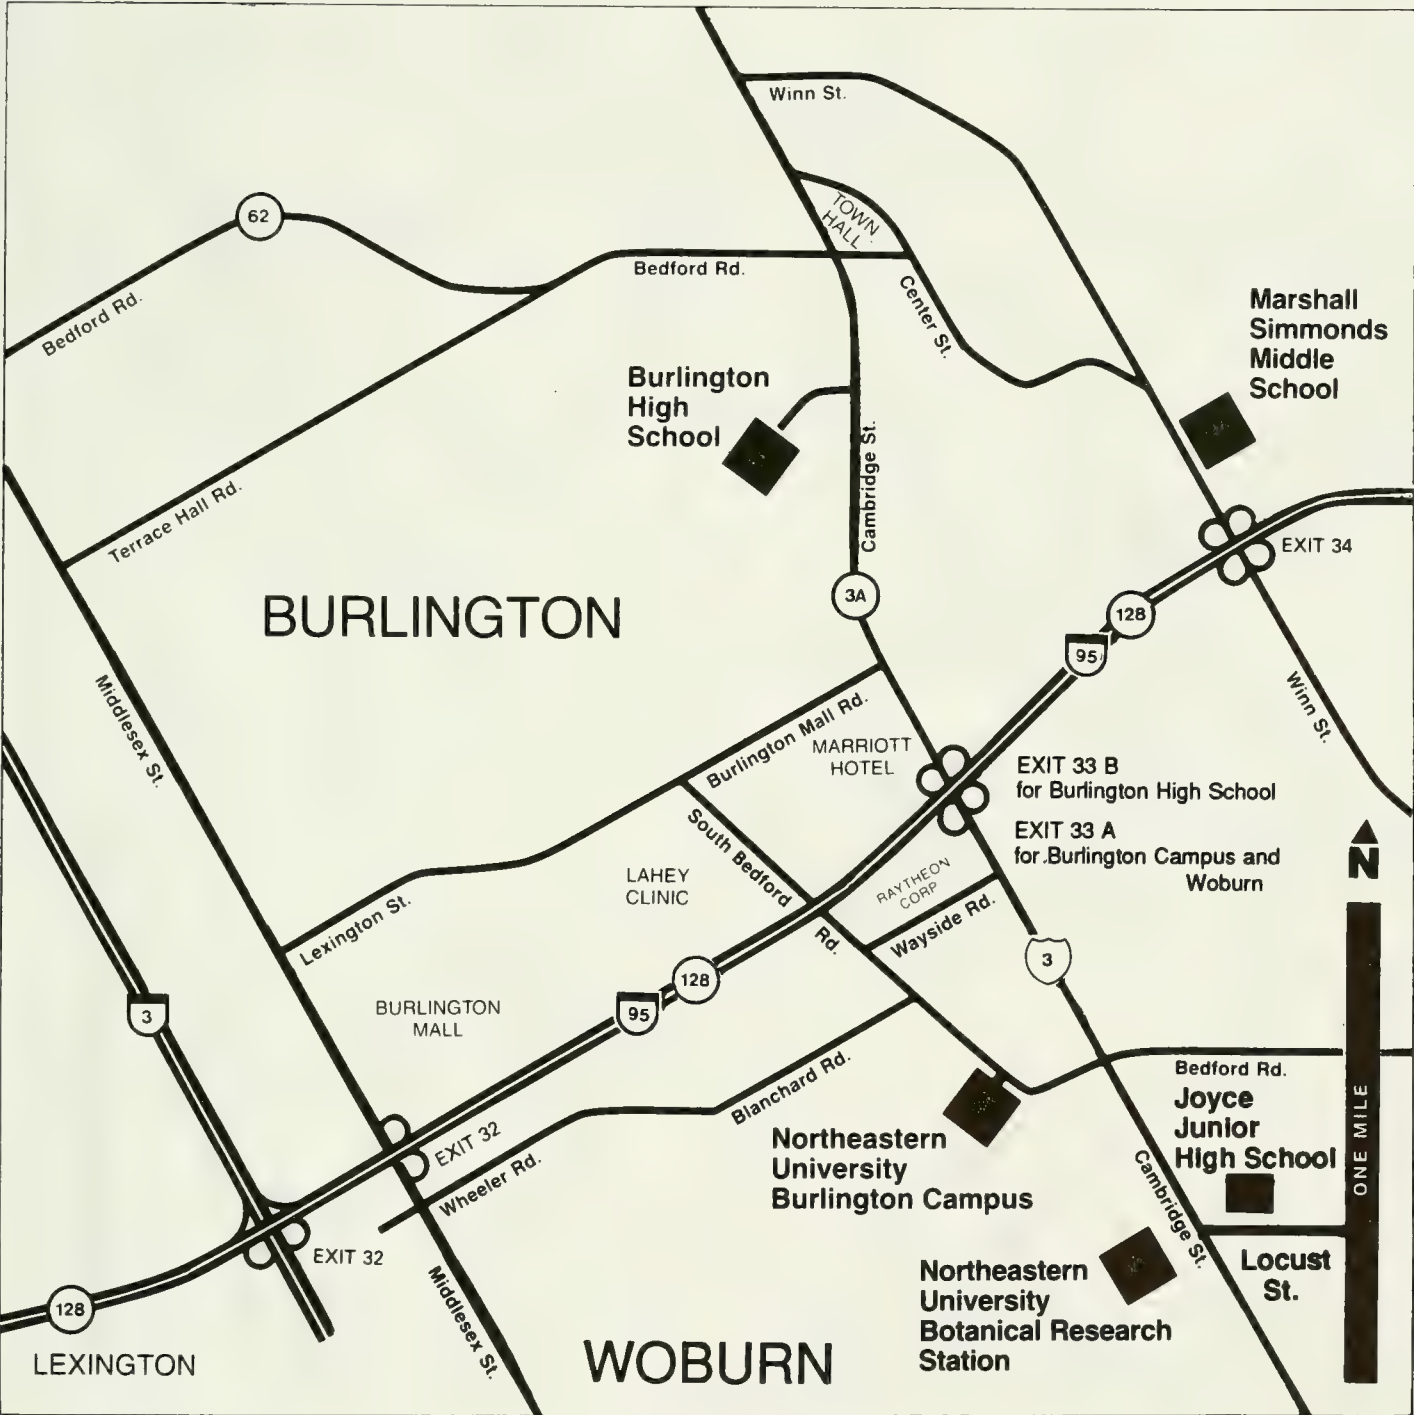 Winn St.
TOWN
HALL
62
Bedford Rd.
Bedford Rd.
Center St.
Marshall
Simmonds
Middle
School
Burlington
High
School
Cambridge St.
Terrace Hall Rd.
EXIT 34
3A
128
BURLINGTON
95
Middlesex St.
Winn St.
Burlington Mall Rd.
MARRIOTT
HOTEL
EXIT 33 B
for Burlington High School
EXIT 33 A
for Burlington Campus and
Woburn
N
South Bedford
Rd.
LAHEY
CLINIC
RAYTHEON
CORP
Wayside Rd.
Lexington St.
3
128
95
BURLINGTON
MALL
3
Blanchard Rd.
Bedford Rd.
Joyce
Junior
High School
ONE MILE
EXIT 32
Wheeler Rd.
Northeastern
University
Burlington Campus
Cambridge St.
EXIT 32
Locust
St.
Northeastern
University
Botanical Research
Station
128
Middlesex St.
LEXINGTON
WOBURN